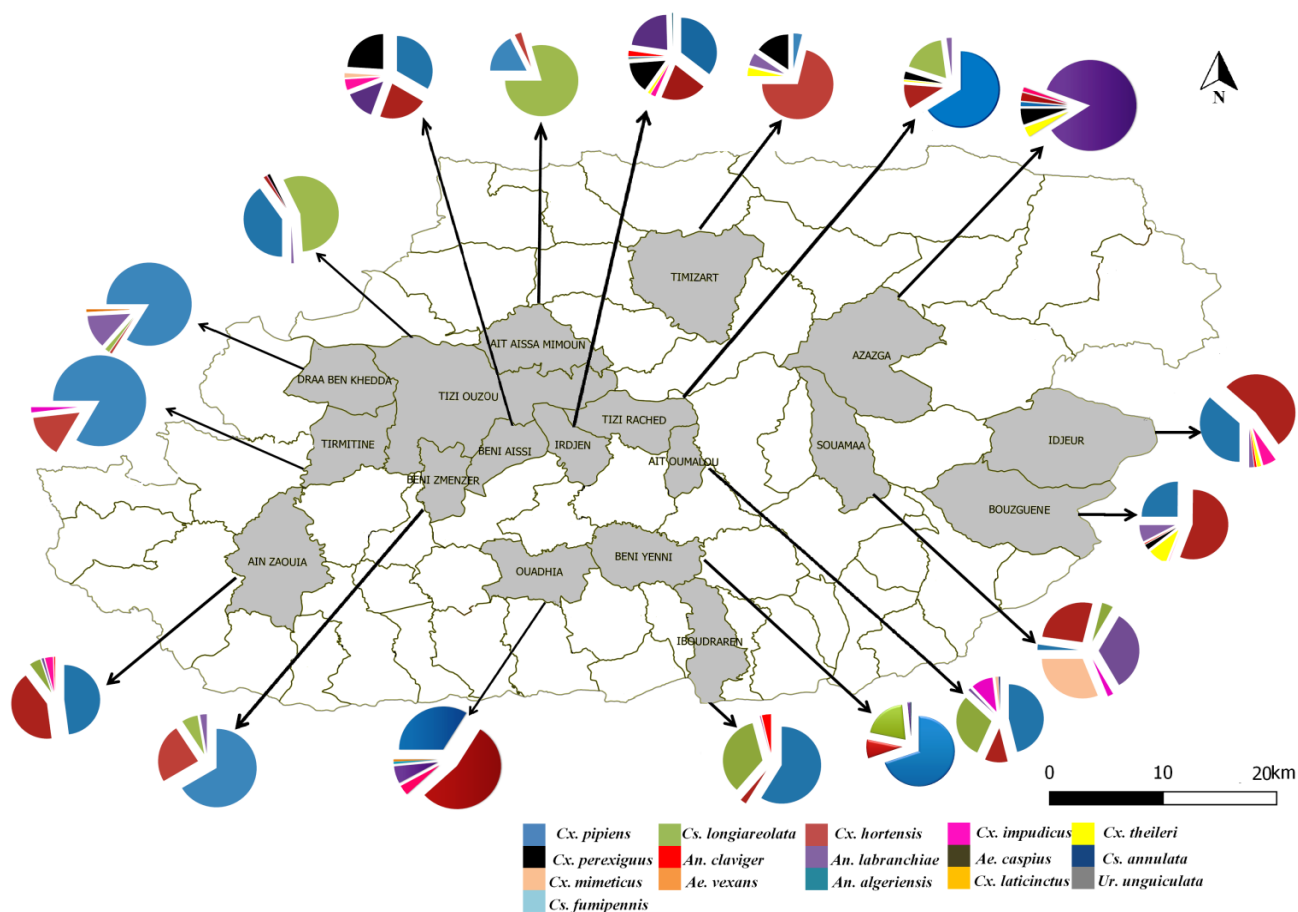 N
TIMIZART
AIT AISSA MIMOUN
AZAZGA
DRAA BEN KHEDDA
TIZI OUZOU
TIZI RACHED
IDJEUR
TIRMITINE
BENI AISSI
IRDJEN
SOUAMAA
AIT OUMALOU
BENI ZMENZER
BOUZGUENE
AIN ZAOUIA
OUADHIA
BENI YENNI
IBOUDRAREN
0 10 20km
Cx. pipiens Cs. longiareolata Cx. hortensis Cx. impudicus Cx. theileri
Cx. perexiguus An. claviger An. labranchiae Ae. caspius Cs. annulata
Cx. mimeticus Ae. vexans An. algeriensis Cx. laticinctus Ur. unguiculata
Cs. fumipennis